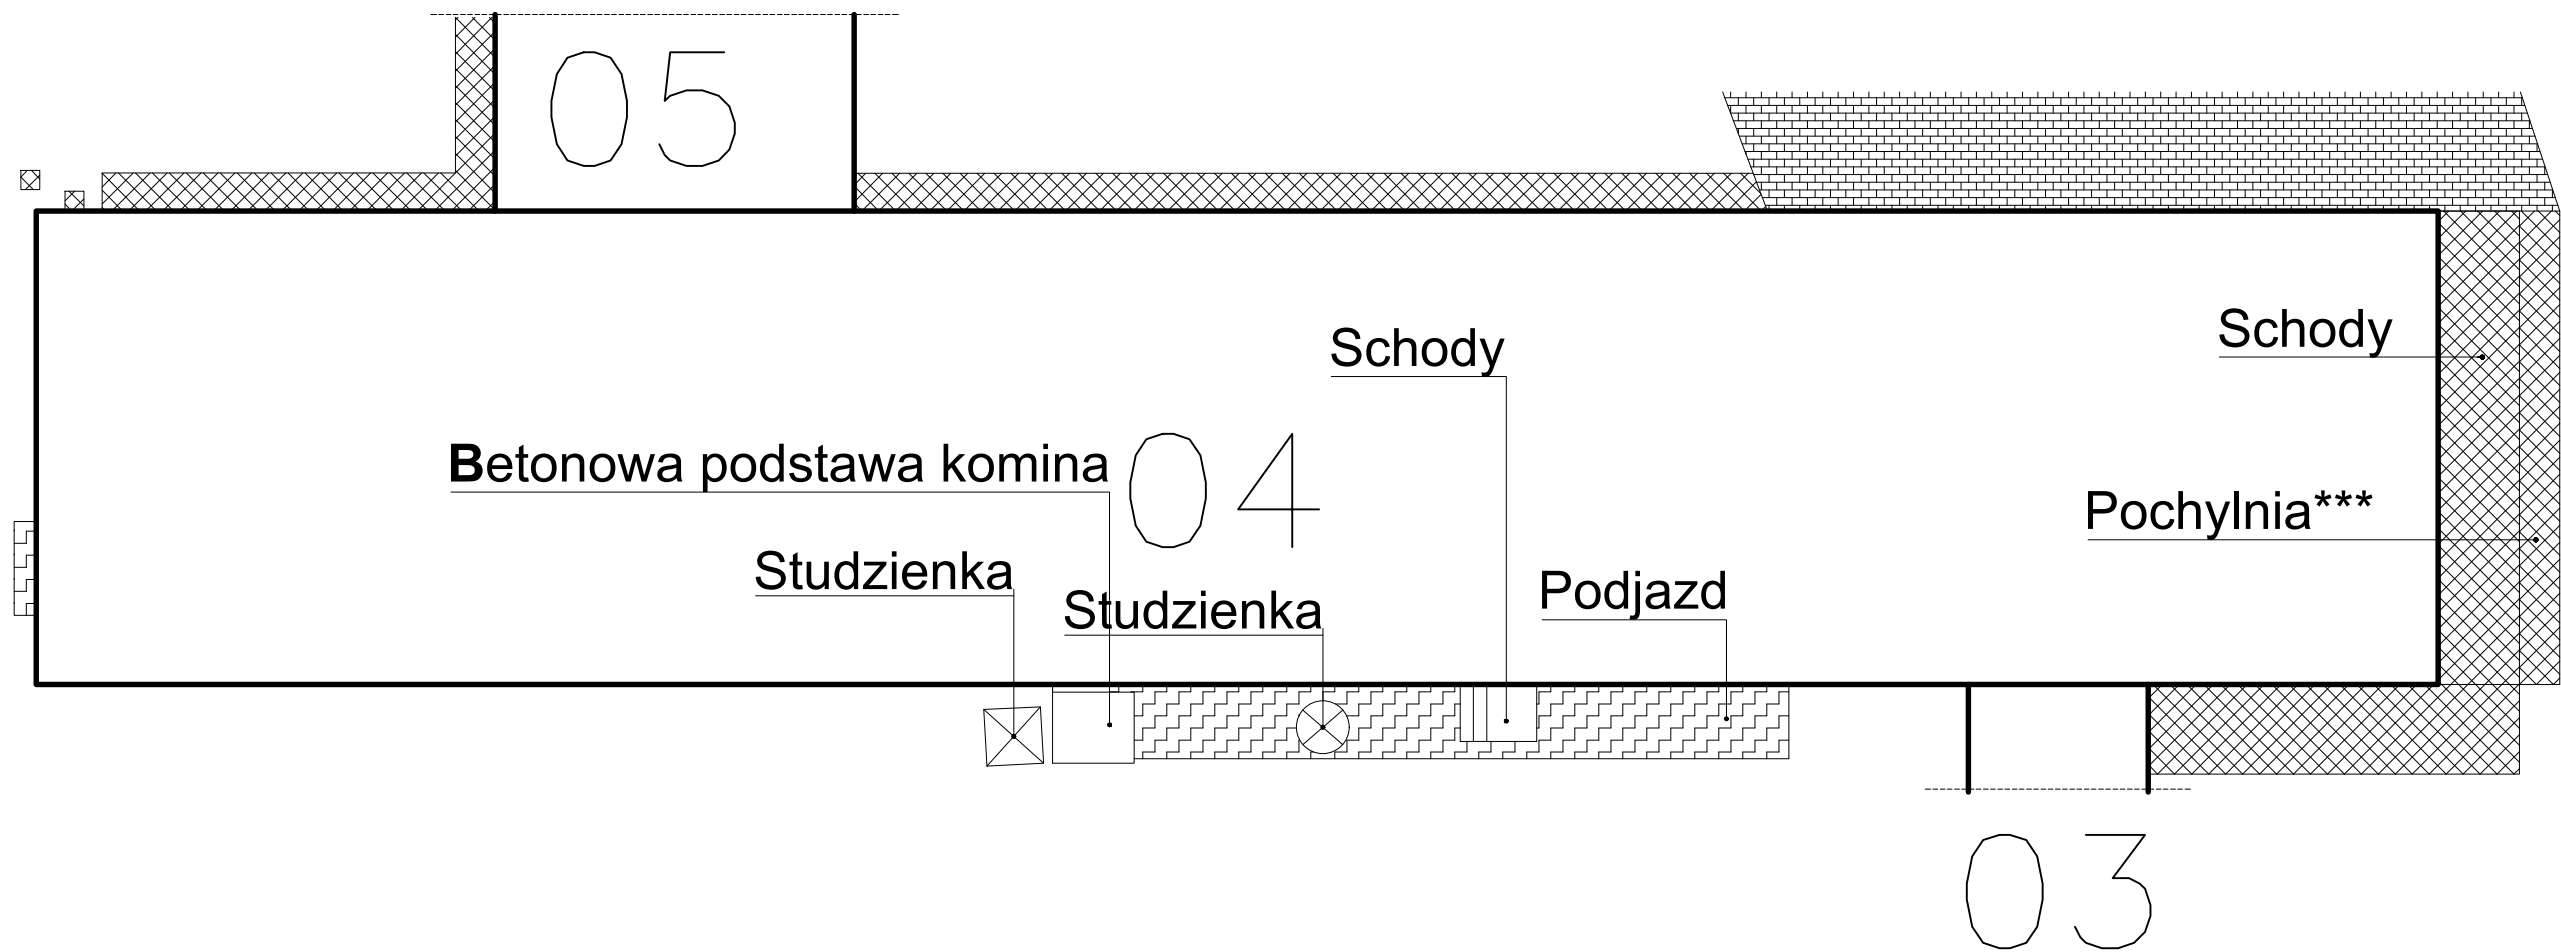 05
Schody
Schody
Betonowa podstawa komina
04
Pochylnia***
Studzienka
Podjazd
Studzienka
03